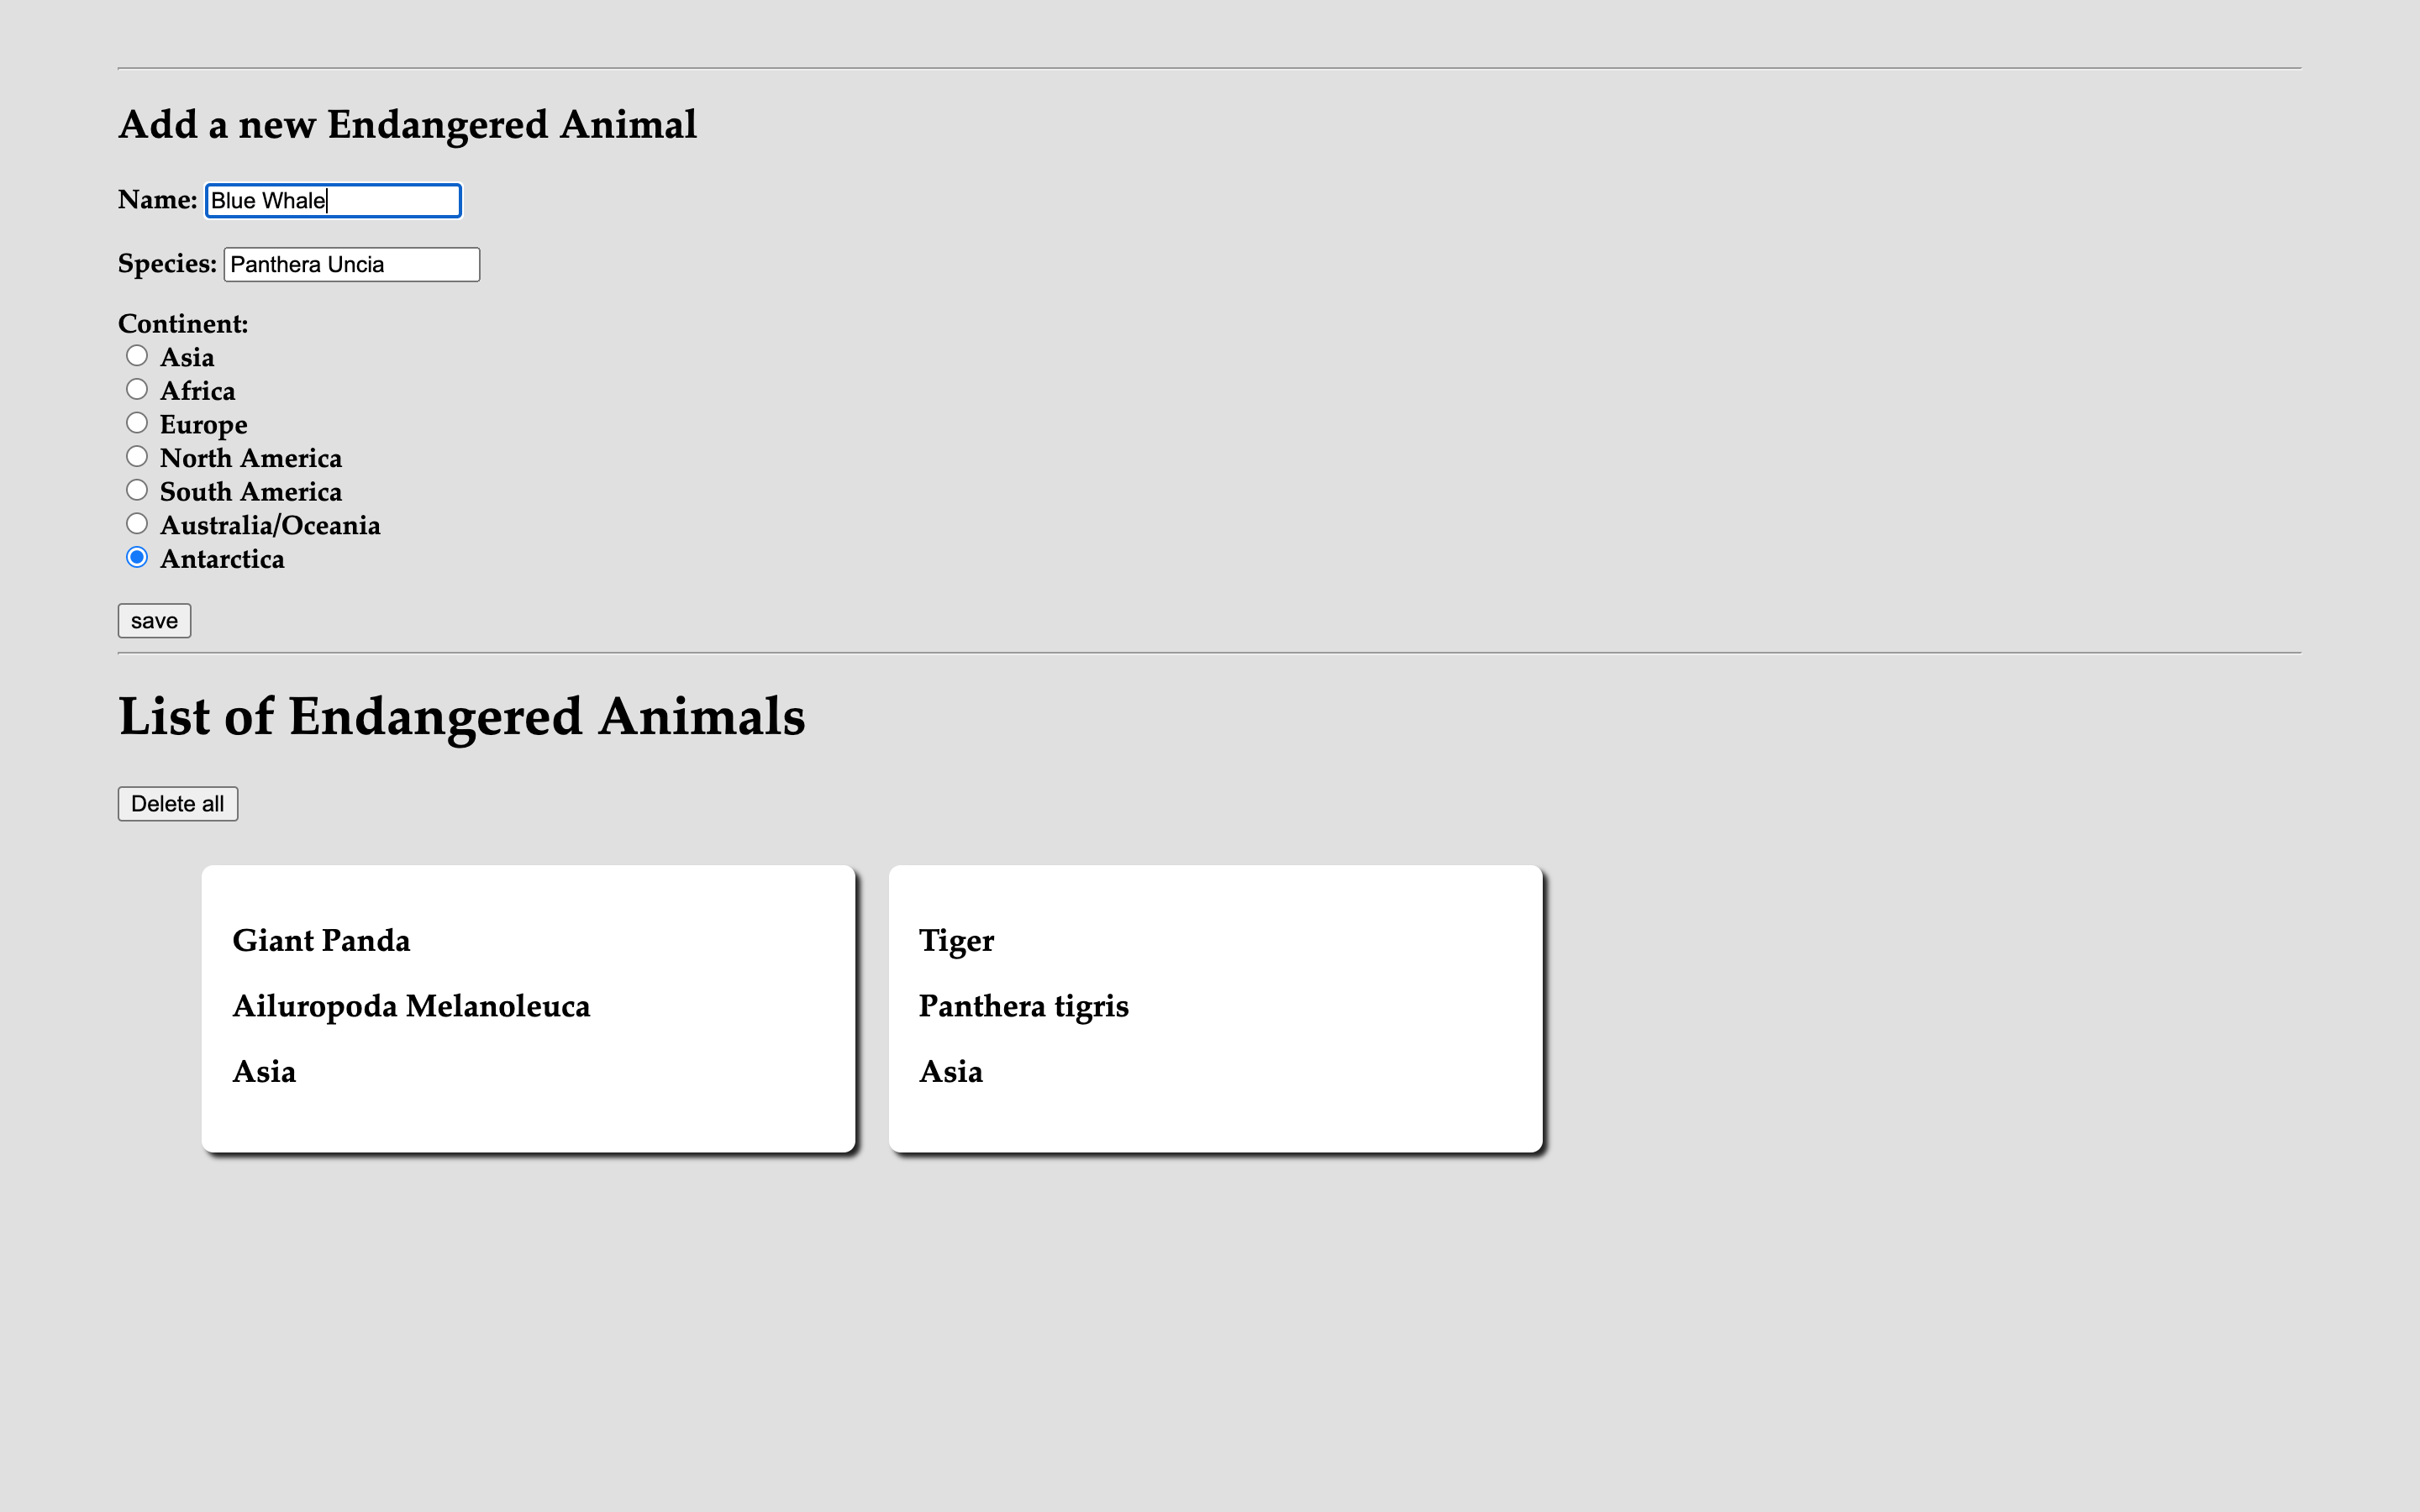 Add a new Endangered Animal
Name: Blue Whale
Species: Panthera Uncia
Continent:
Asia
Africa
Europe
North America
South America
Australia/Oceania
Antarctica
save
List of Endangered Animals
Delete all
Giant Panda
Ailuropoda Melanoleuca
Asia
Tiger
Panthera tigris
Asia